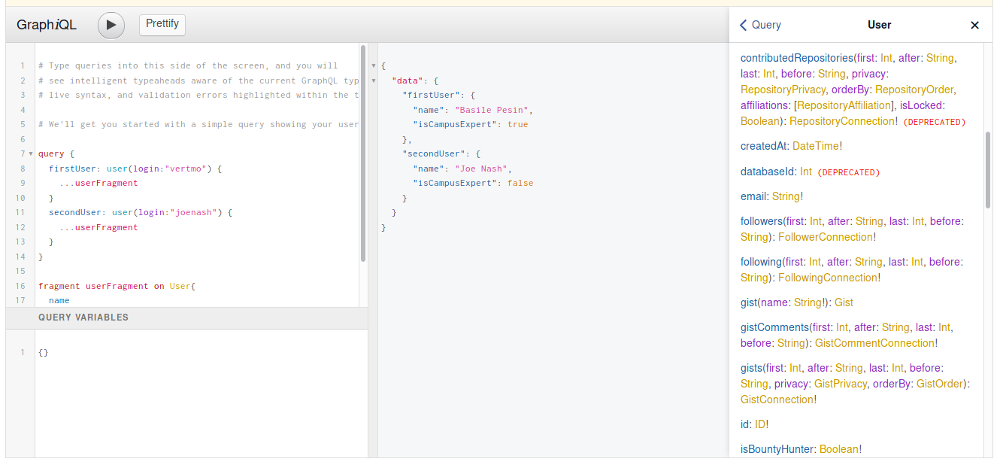 GraphiQL
Prettify
1 # Type queries into this side of the screen, and you will
2 # see intelligent typeaheads aware of the current GraphQL typ
3 # live syntax, and validation errors highlighted within the t
4
5 # We'll get you started with a simple query showing your user
6
7 query {
8 firstUser: user(login:"vertmo") {
9 ...userFragment
10 }
11 secondUser: user(login:"joenash") {
12 ...userFragment
13 }
14 }
15
16 fragment userFragment on User{
17 name
QUERY VARIABLES
1 {}
{
"data": {
"firstUser": {
"name": "Basile Pesin",
"isCampusExpert": true
},
"secondUser": {
"name": "Joe Nash",
"isCampusExpert": false
}
}
}
Query
User
contributedRepositories(first: Int, after: String,
last: Int, before: String, privacy:
RepositoryPrivacy, orderBy: RepositoryOrder,
affiliations: [RepositoryAffiliation], isLocked:
Boolean): RepositoryConnection! (DEPRECATED)
createdAt: DateTime!
databaseId: Int (DEPRECATED)
email: String!
followers(first: Int, after: String, last: Int, before:
String): FollowerConnection!
following(first: Int, after: String, last: Int, before:
String): FollowingConnection!
gist(name: String!): Gist
gistComments(first: Int, after: String, last: Int,
before: String): GistCommentConnection!
gists(first: Int, after: String, last: Int, before:
String, privacy: GistPrivacy, orderBy: GistOrder):
GistConnection!
id: ID!
isBountyHunter: Boolean!